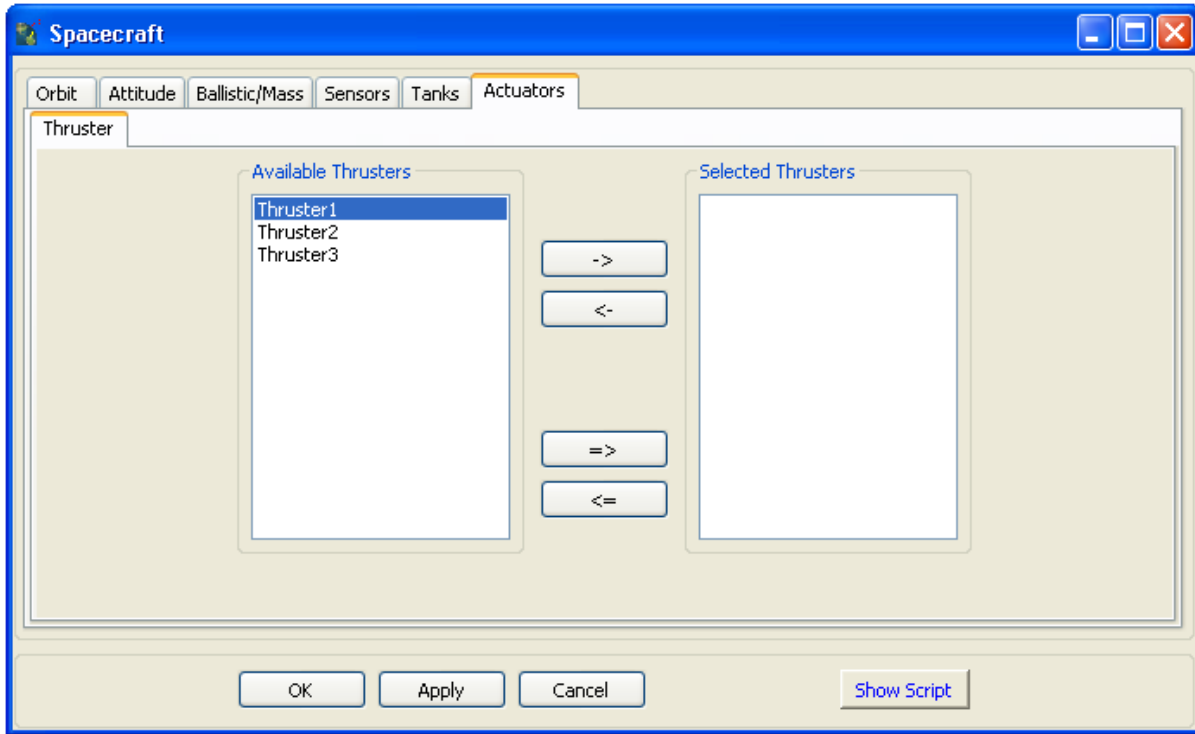 Spacecraft
Orbit Attitude Ballistic/Mass Sensors Tanks Actuators
Thruster
Available Thrusters
Thruster1
Thruster2
Thruster3
->
<-
=>
<=
Selected Thrusters
OK Apply Cancel Show Script